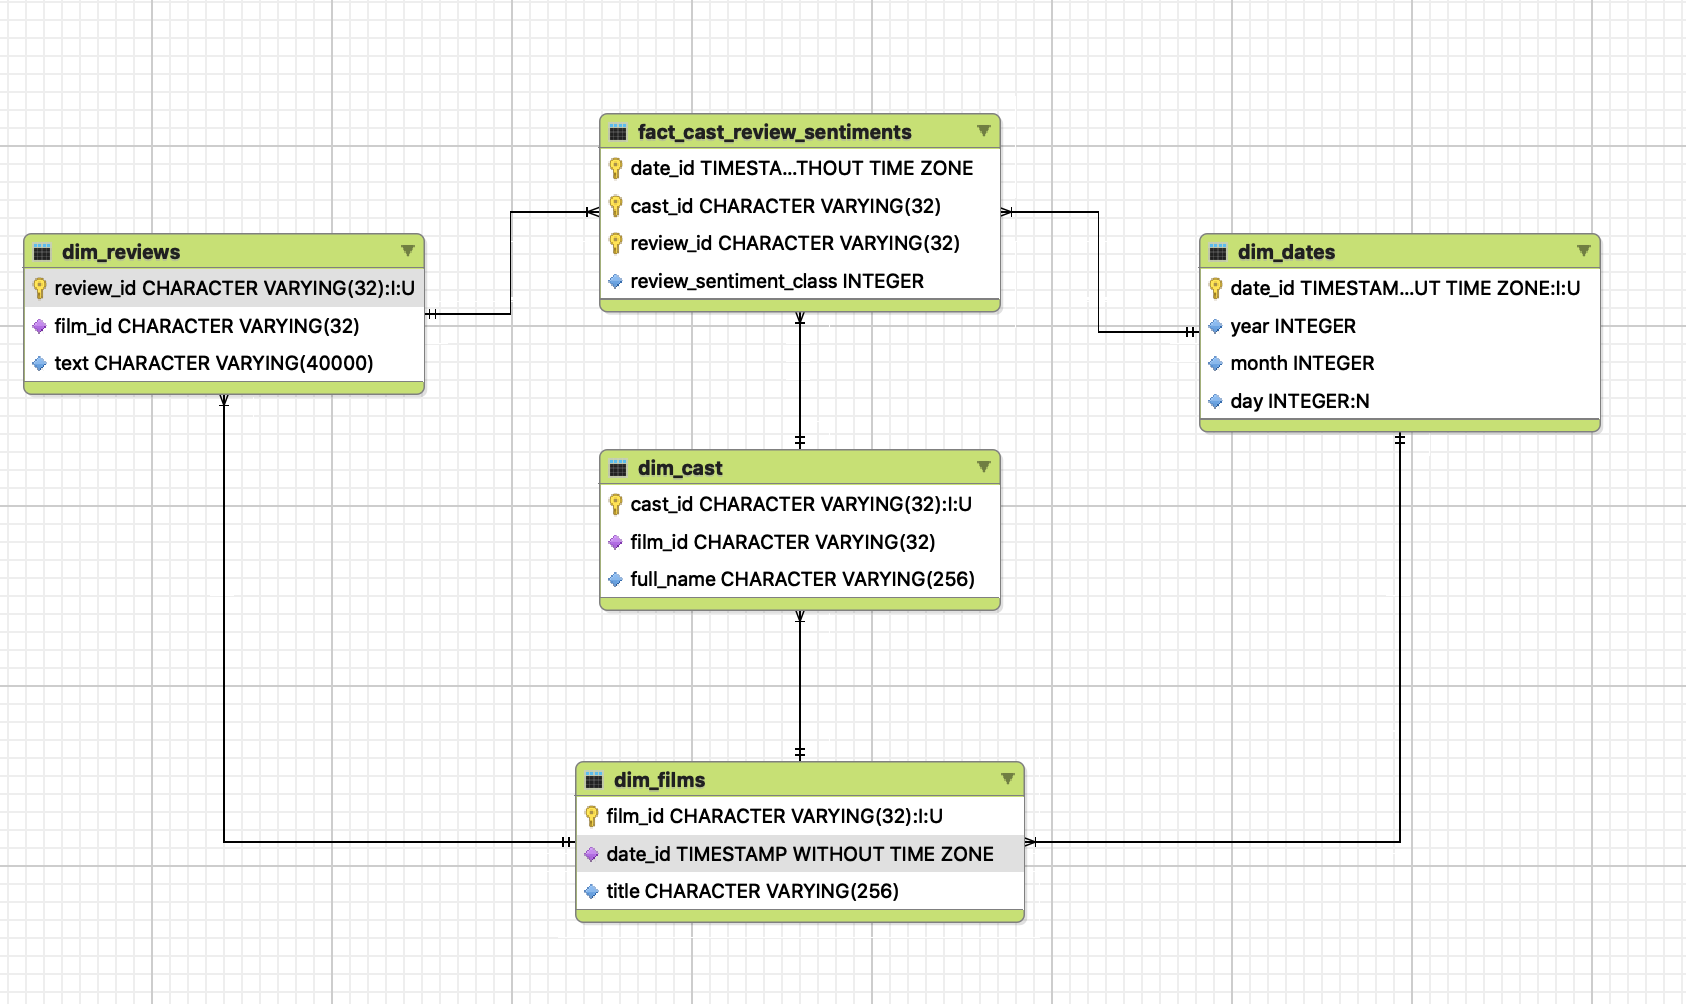 fact_cast_review_sentiments
date_id TIMESTA...THOUT TIME ZONE
cast_id CHARACTER VARYING(32)
review_id CHARACTER VARYING(32)
review_sentiment_class INTEGER
dim_reviews
review_id CHARACTER VARYING(32):I:U
film_id CHARACTER VARYING(32)
text CHARACTER VARYING(40000)
dim_dates
date_id TIMESTAM...UT TIME ZONE:I:U
year INTEGER
month INTEGER
day INTEGER:N
dim_cast
cast_id CHARACTER VARYING(32):I:U
film_id CHARACTER VARYING(32)
full_name CHARACTER VARYING(256)
dim_films
film_id CHARACTER VARYING(32):I:U
date_id TIMESTAMP WITHOUT TIME ZONE
title CHARACTER VARYING(256)